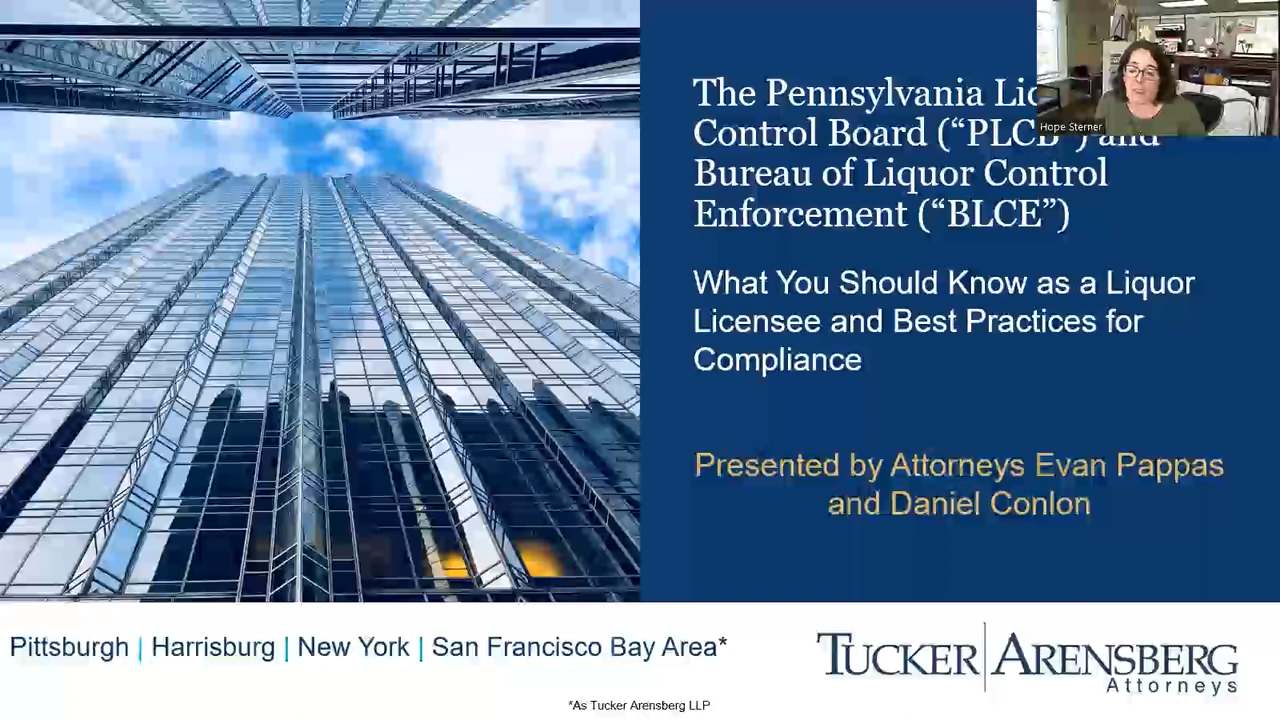 The Pennsylvania
Control Board (“PLCB”) and
Bureau of Liquor Control
Enforcement (“BLCE”)
What You Should Know as a Liquor
Licensee and Best Practices for
Compliance
Presented by Attorneys Evan Pappas
and Daniel Conlon
Hope Sterner
Pittsburgh | Harrisburg | New York | San Francisco Bay Area*
TUCKER ARENSBERG
Attorneys
*As Tucker Arensberg LLP